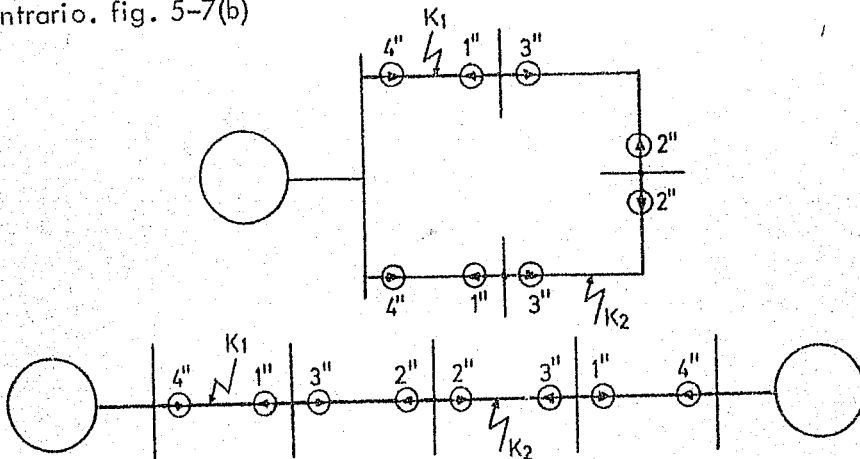 ntrario. fig. 5-7(b)
K1
4" 1" 3"
2"
2"
4" 1" 3"
K2
K1
4" 1" 3" 2" 2" 3" 1" 4"
K2